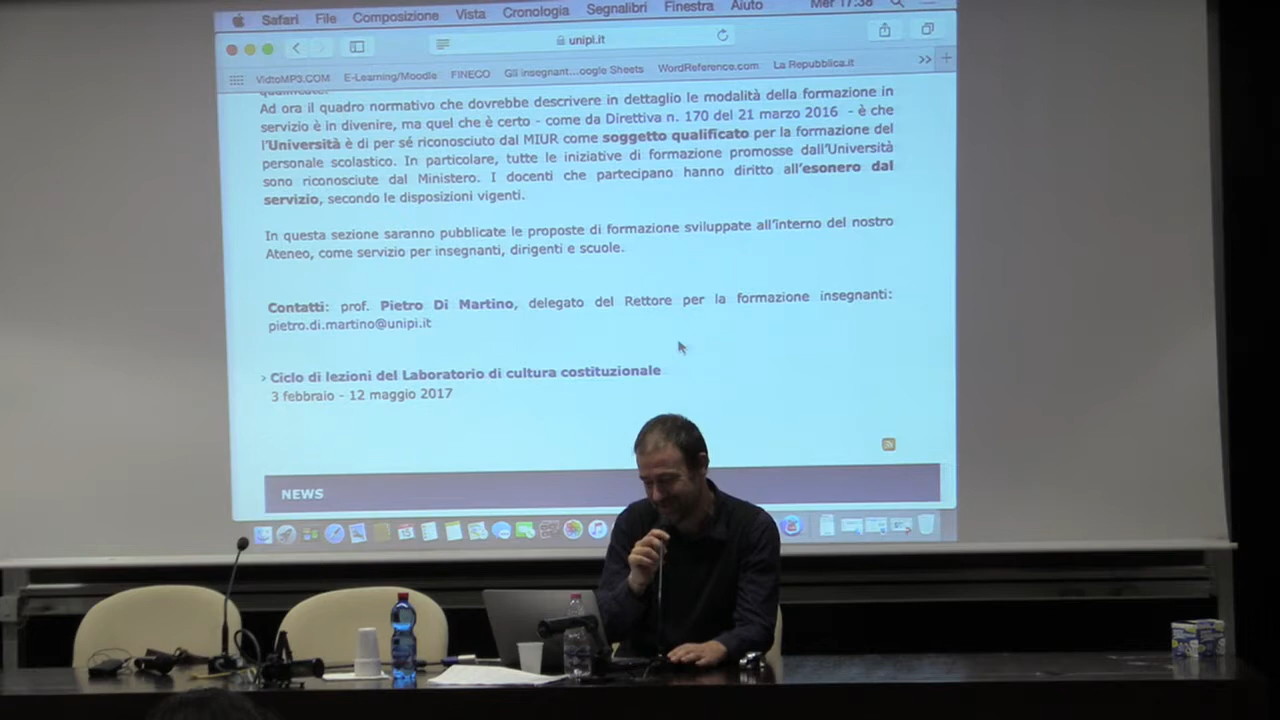 Safari File Composizione Vista Cronologia Segnalibri Finestra Aiuto Mer 17:38
unipi.it
VidtoMP3.COM E-Learning/Moodle FINECO Gli insegnant...oogle Sheets WordReference.com La Repubblica.it
Ad ora il quadro normativo che dovrebbe descrivere in dettaglio le modalità della formazione in
servizio è in divenire, ma quel che è certo - come da Direttiva n. 170 del 21 marzo 2016 - è che
l'Università è di per sé riconosciuto dal MIUR come soggetto qualificato per la formazione del
personale scolastico. In particolare, tutte le iniziative di formazione promosse dall'Università
sono riconosciute dal Ministero. I docenti che partecipano hanno diritto all'esonero dal
servizio, secondo le disposizioni vigenti.
In questa sezione saranno pubblicate le proposte di formazione sviluppate all'interno del nostro
Ateneo, come servizio per insegnanti, dirigenti e scuole.
Contatti: prof. Pietro Di Martino, delegato del Rettore per la formazione insegnanti:
pietro.di.martino@unipi.it
› Ciclo di lezioni del Laboratorio di cultura costituzionale
3 febbraio - 12 maggio 2017
NEWS